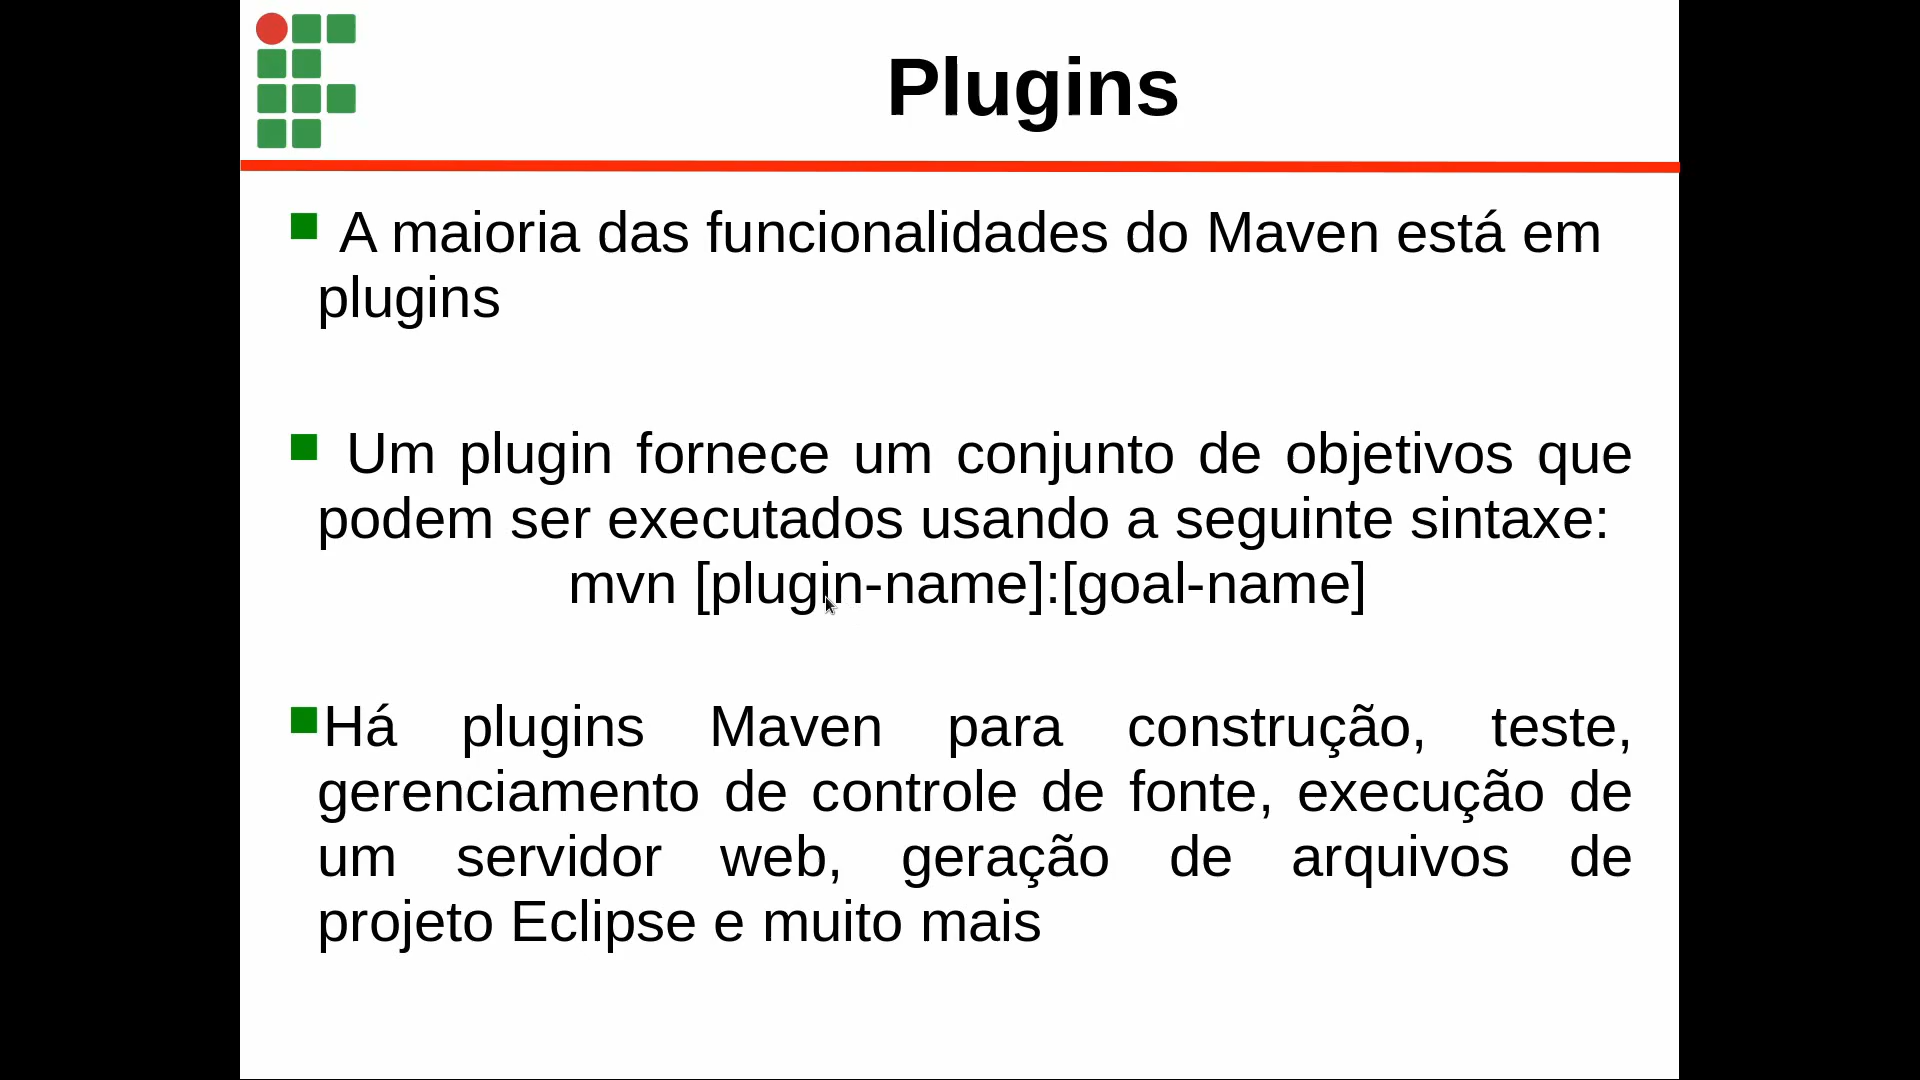 Plugins
A maioria das funcionalidades do Maven está em
plugins
Um plugin fornece um conjunto de objetivos que
podem ser executados usando a seguinte sintaxe:
mvn [plugin-name]:[goal-name]
Há plugins Maven para construção, teste,
gerenciamento de controle de fonte, execução de
um servidor web, geração de arquivos de
projeto Eclipse e muito mais